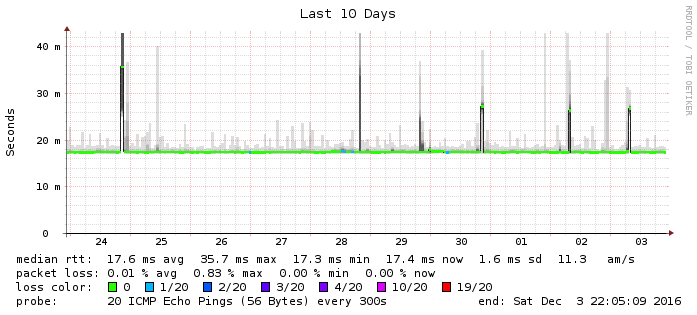 Last 10 Days
RRDTOOL / TOBI OETIKER
Seconds
40 m
30 m
20 m
10 m
0
24 25 26 27 28 29 30 01 02 03
median rtt: 17.6 ms avg 35.7 ms max 17.3 ms min 17.4 ms now 1.6 ms sd 11.3 am/s
packet loss: 0.01 % avg 0.83 % max 0.00 % min 0.00 % now
loss color: 0 1/20 2/20 3/20 4/20 10/20 19/20
probe: 20 ICMP Echo Pings (56 Bytes) every 300s end: Sat Dec 3 22:05:09 2016